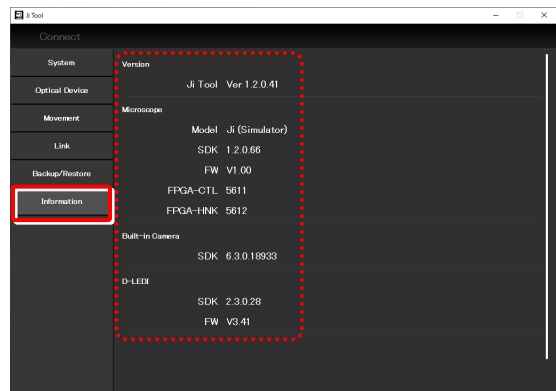 Ji Tool
Connect
System
Optical Device
Movement
Link
Backup/Restore
Information
Version
Ji Tool Ver 1.2.0.41
Microscope
Model Ji (Simulator)
SDK 1.2.0.66
FW V1.00
FPGA-CTL 5611
FPGA-HNK 5612
Built-in Camera
SDK 6.3.0.18933
D-LEDI
SDK 2.3.0.28
FW V3.41